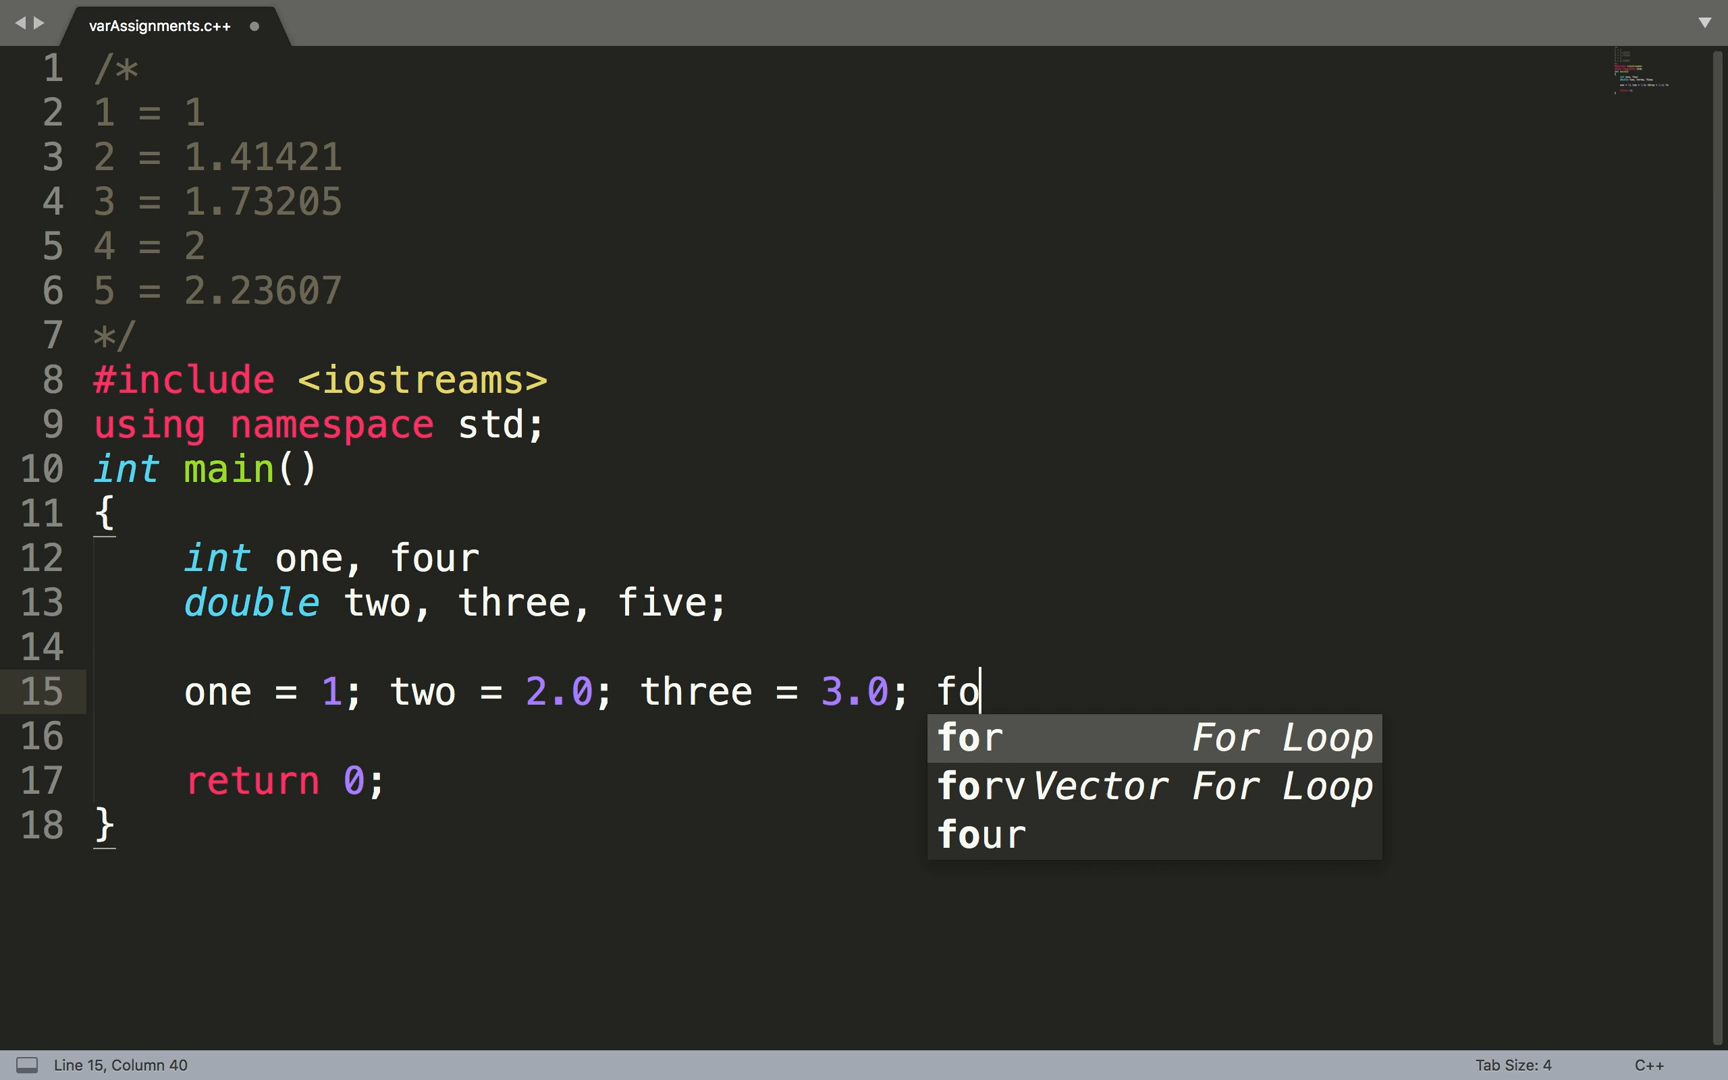 varAssignments.c++
1 /*
2 1 = 1
3 2 = 1.41421
4 3 = 1.73205
5 4 = 2
6 5 = 2.23607
7 */
8 #include <iostreams>
9 using namespace std;
10 int main()
11 {
12 int one, four
13 double two, three, five;
14
15 one = 1; two = 2.0; three = 3.0; fo
16 for For Loop
forv Vector For Loop
17 return 0;
four
18 }
Line 15, Column 40 Tab Size: 4 C++